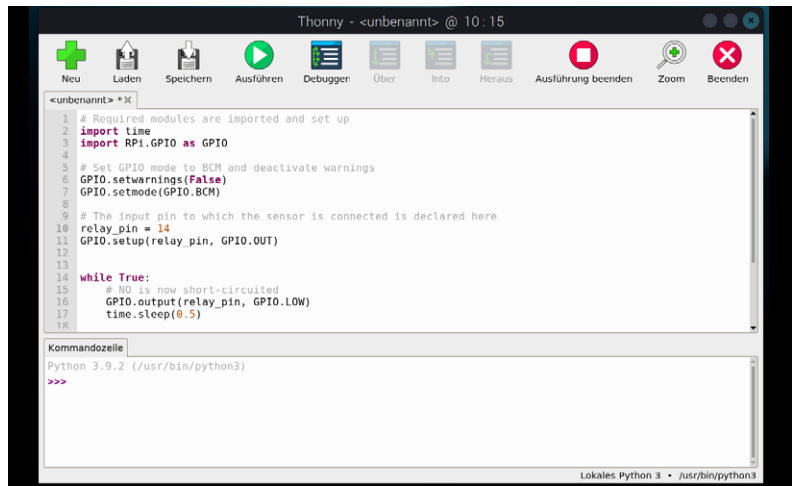 Thonny - <unbenannt> @ 10 : 15
Neu Laden Speichern Ausführen Debuggen Über Into Heraus Ausführung beenden Zoom Beenden
<unbenannt> *
1 # Required modules are imported and set up
2 import time
3 import RPi.GPIO as GPIO
4
5 # Set GPIO mode to BCM and deactivate warnings
6 GPIO.setwarnings(False)
7 GPIO.setmode(GPIO.BCM)
8
9 # The input pin to which the sensor is connected is declared here
10 relay_pin = 14
11 GPIO.setup(relay_pin, GPIO.OUT)
12
13
14 while True:
15     # NO is now short-circuited
16     GPIO.output(relay_pin, GPIO.LOW)
17     time.sleep(0.5)
18
Kommandozeile
Python 3.9.2 (/usr/bin/python3)
>>>
Lokales Python 3 • /usr/bin/python3